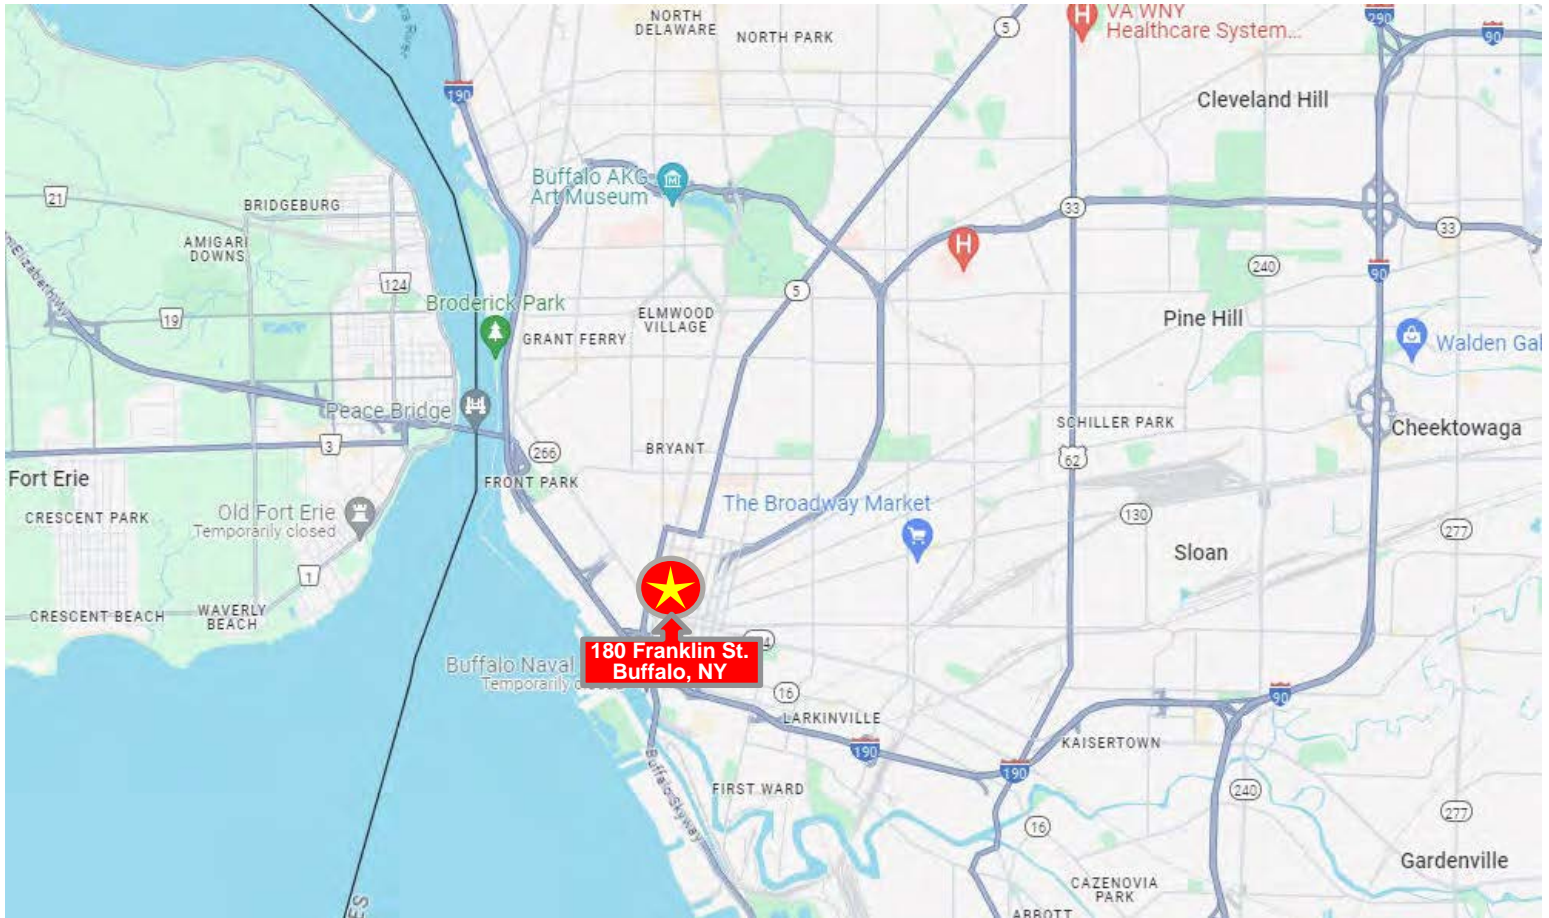 NORTH
DELAWARE
NORTH PARK
5
VA WNY
Healthcare System...
290
90
190
Cleveland Hill
Buffalo AKG
Art Museum
21
BRIDGEBURG
33
33
AMIGARI
DOWNS
240
90
124
5
Broderick Park
ELMWOOD
VILLAGE
19
GRANT FERRY
Pine Hill
Walden Gal
Peace Bridge
SCHILLER PARK
Cheektowaga
3
266
BRYANT
62
Fort Erie
FRONT PARK
The Broadway Market
CRESCENT PARK
Old Fort Erie
Temporarily closed
130
277
Sloan
1
CRESCENT BEACH
WAVERLY
BEACH
180 Franklin St.
Buffalo, NY
Buffalo Naval
Temporarily
16
LARKINVILLE
90
190
KAISERTOWN
190
Buffalo Skyway
FIRST WARD
240
277
16
Gardenville
CAZENOVIA
PARK
ABBOTT